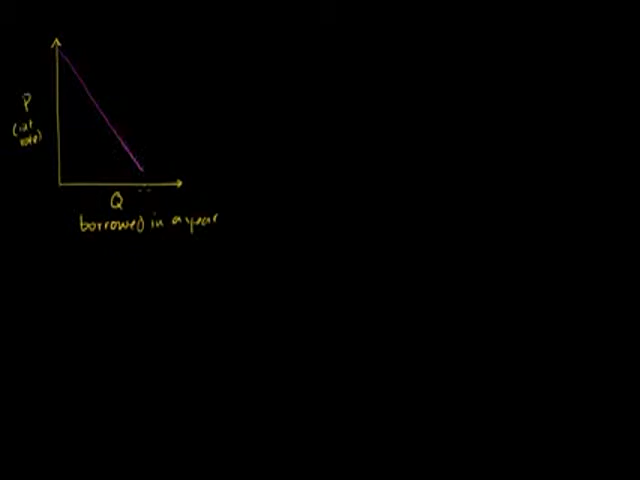 P
(int
rate)
Q
borrowed in a year